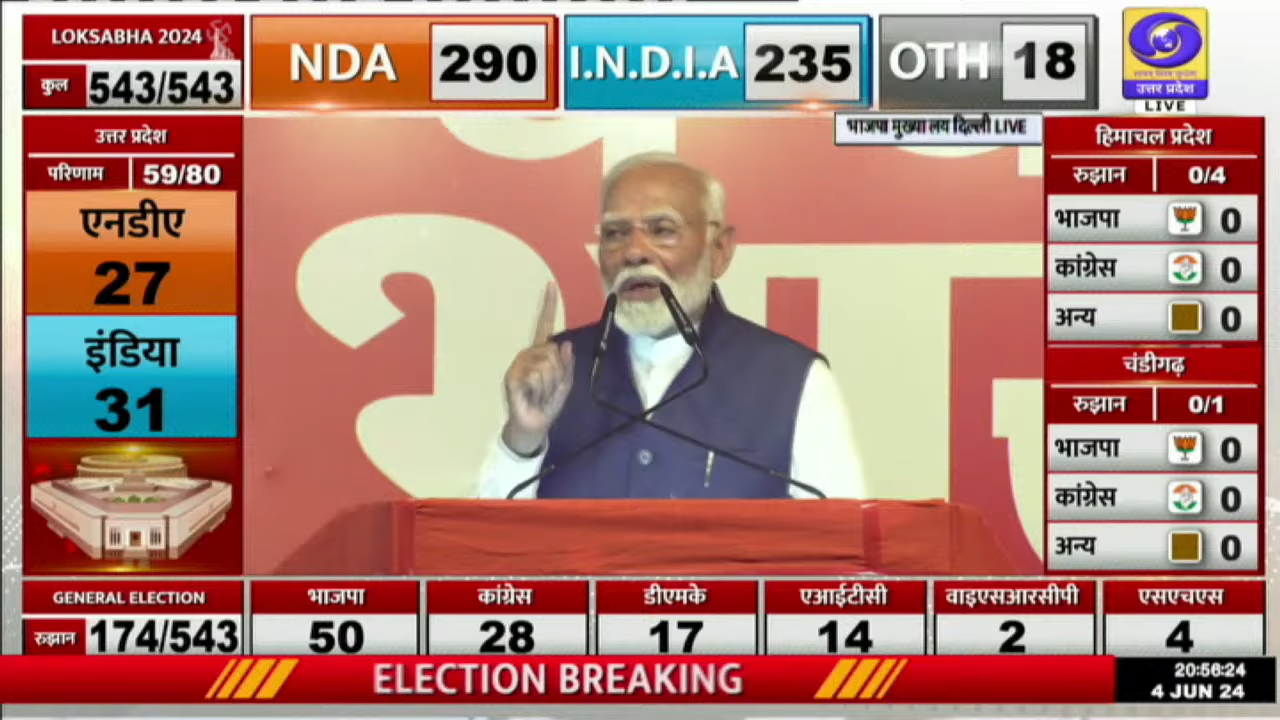 LOKSABHA 2024
कुल 543/543
NDA 290
I.N.D.I.A 235
OTH 18
उत्तर प्रदेश
LIVE
भाजपा मुख्यालय दिल्ली LIVE
उत्तर प्रदेश
परिणाम 59/80
एनडीए
27
इंडिया
31
हिमाचल प्रदेश
रुझान 0/4
भाजपा 0
कांग्रेस 0
अन्य 0
चंडीगढ़
रुझान 0/1
भाजपा 0
कांग्रेस 0
अन्य 0
GENERAL ELECTION
रुझान 174/543
भाजपा 50
कांग्रेस 28
डीएमके 17
एआईटीसी 14
वाइएसआरसीपी 2
एसएचएस 4
ELECTION BREAKING
20:56:24
4 JUN 24